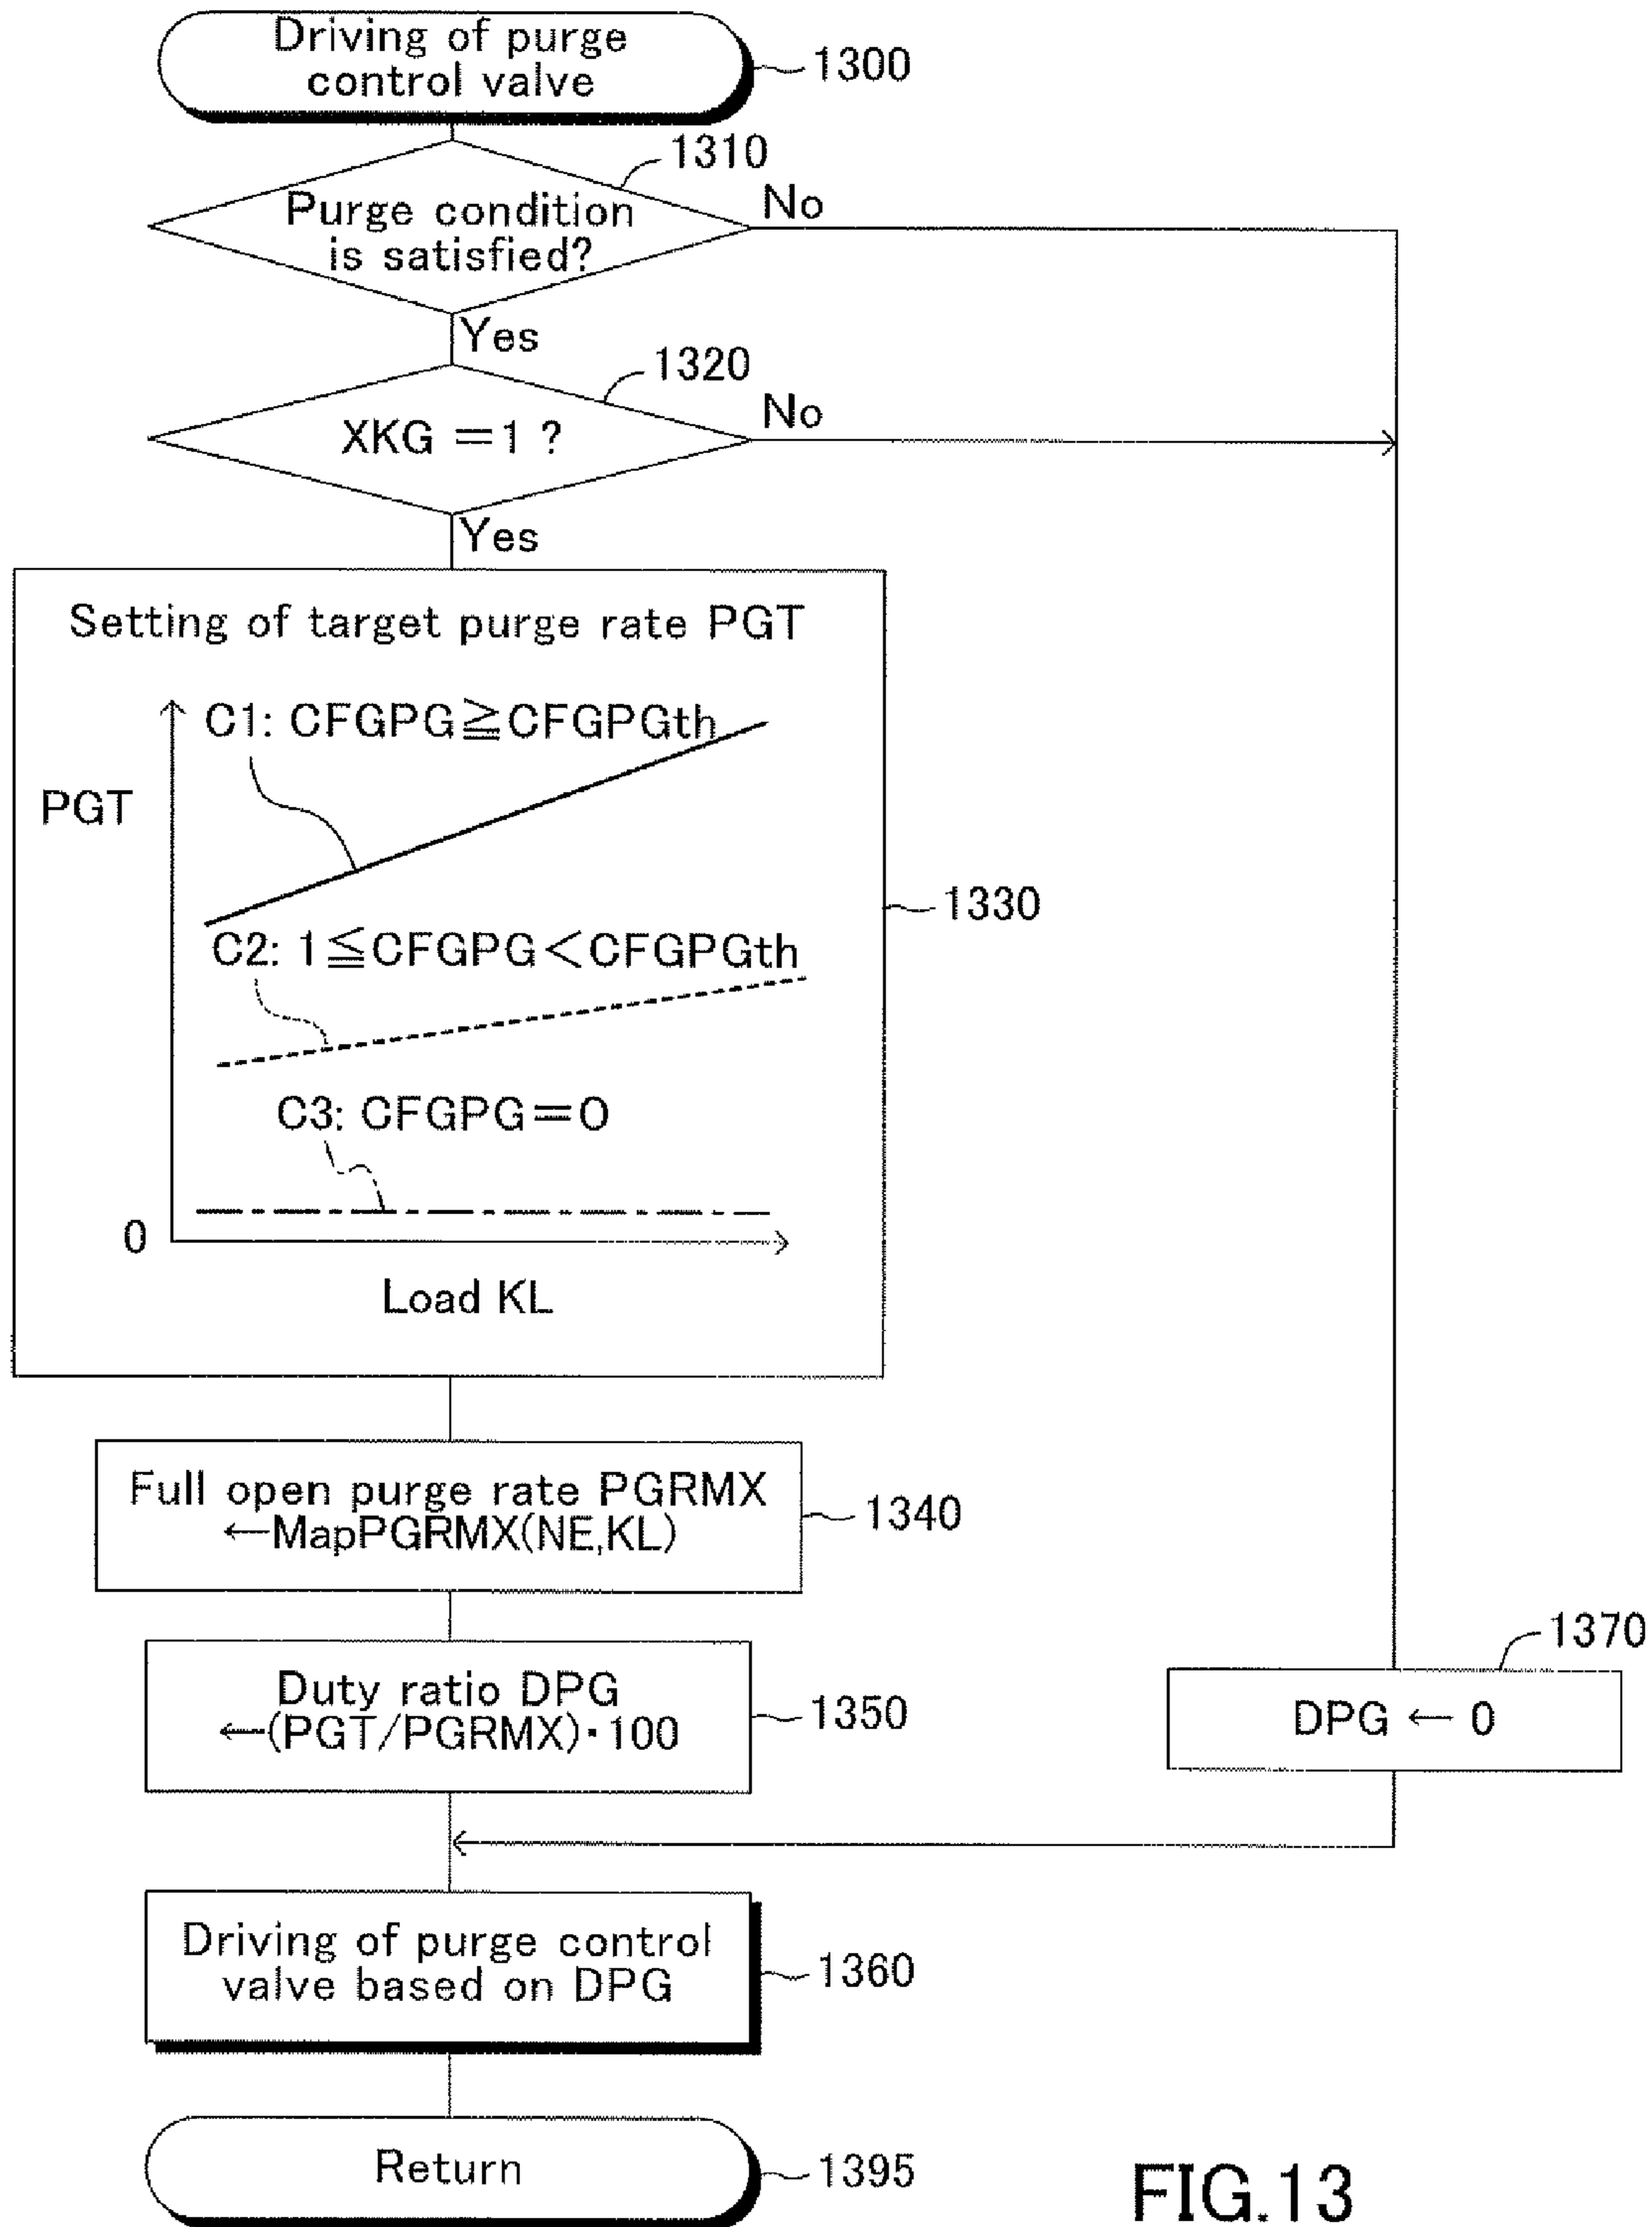 Driving of purge
control valve
1300
1310
Purge condition
is satisfied?
No
Yes
1320
XKG =1 ?
No
Yes
Setting of target purge rate PGT
C1: CFGPG≧CFGPGth
PGT
1330
C2: 1≦CFGPG<CFGPGth
C3: CFGPG=0
0
Load KL
Full open purge rate PGRMX
←MapPGRMX(NE,KL)
1340
Duty ratio DPG
←(PGT/PGRMX)・100
1350
1370
DPG ← 0
Driving of purge control
valve based on DPG
1360
Return
1395
FIG.13